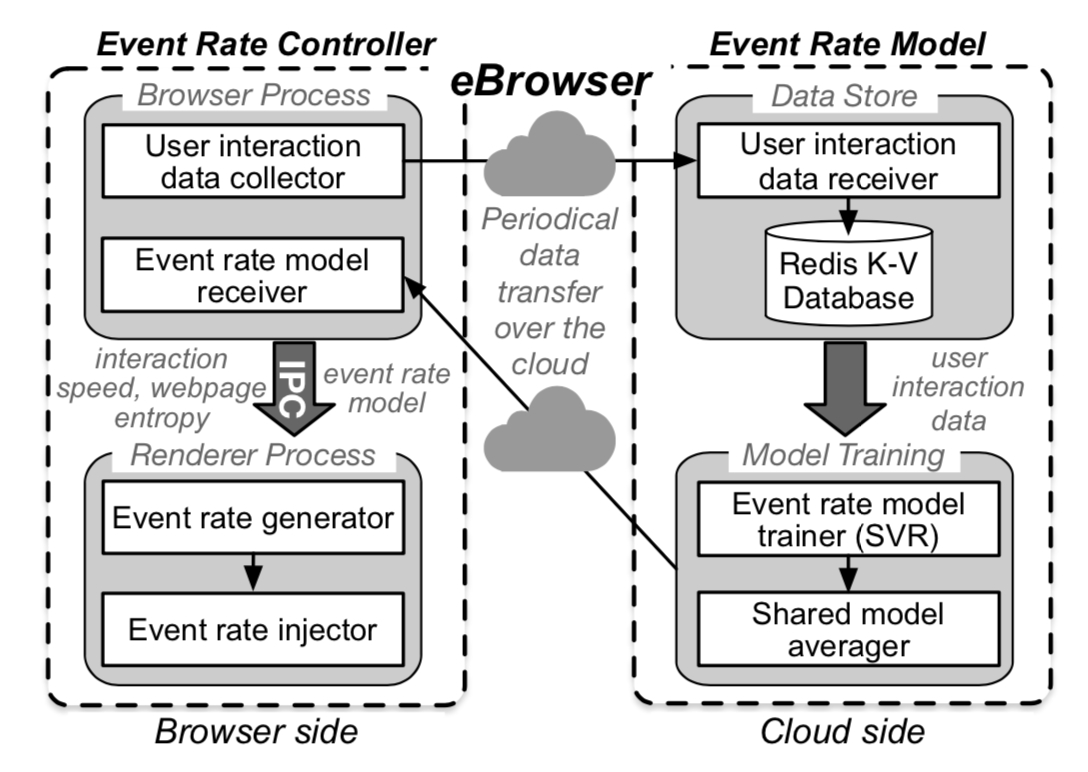 Event Rate Controller
Event Rate Model
eBrowser
Browser Process
User interaction
data collector
Event rate model
receiver
interaction
speed, webpage
entropy
IPC
event rate
model
Renderer Process
Event rate generator
Event rate injector
Browser side
Periodical
data
transfer
over the
cloud
Data Store
User interaction
data receiver
Redis K-V
Database
user
interaction
data
Model Training
Event rate model
trainer (SVR)
Shared model
averager
Cloud side